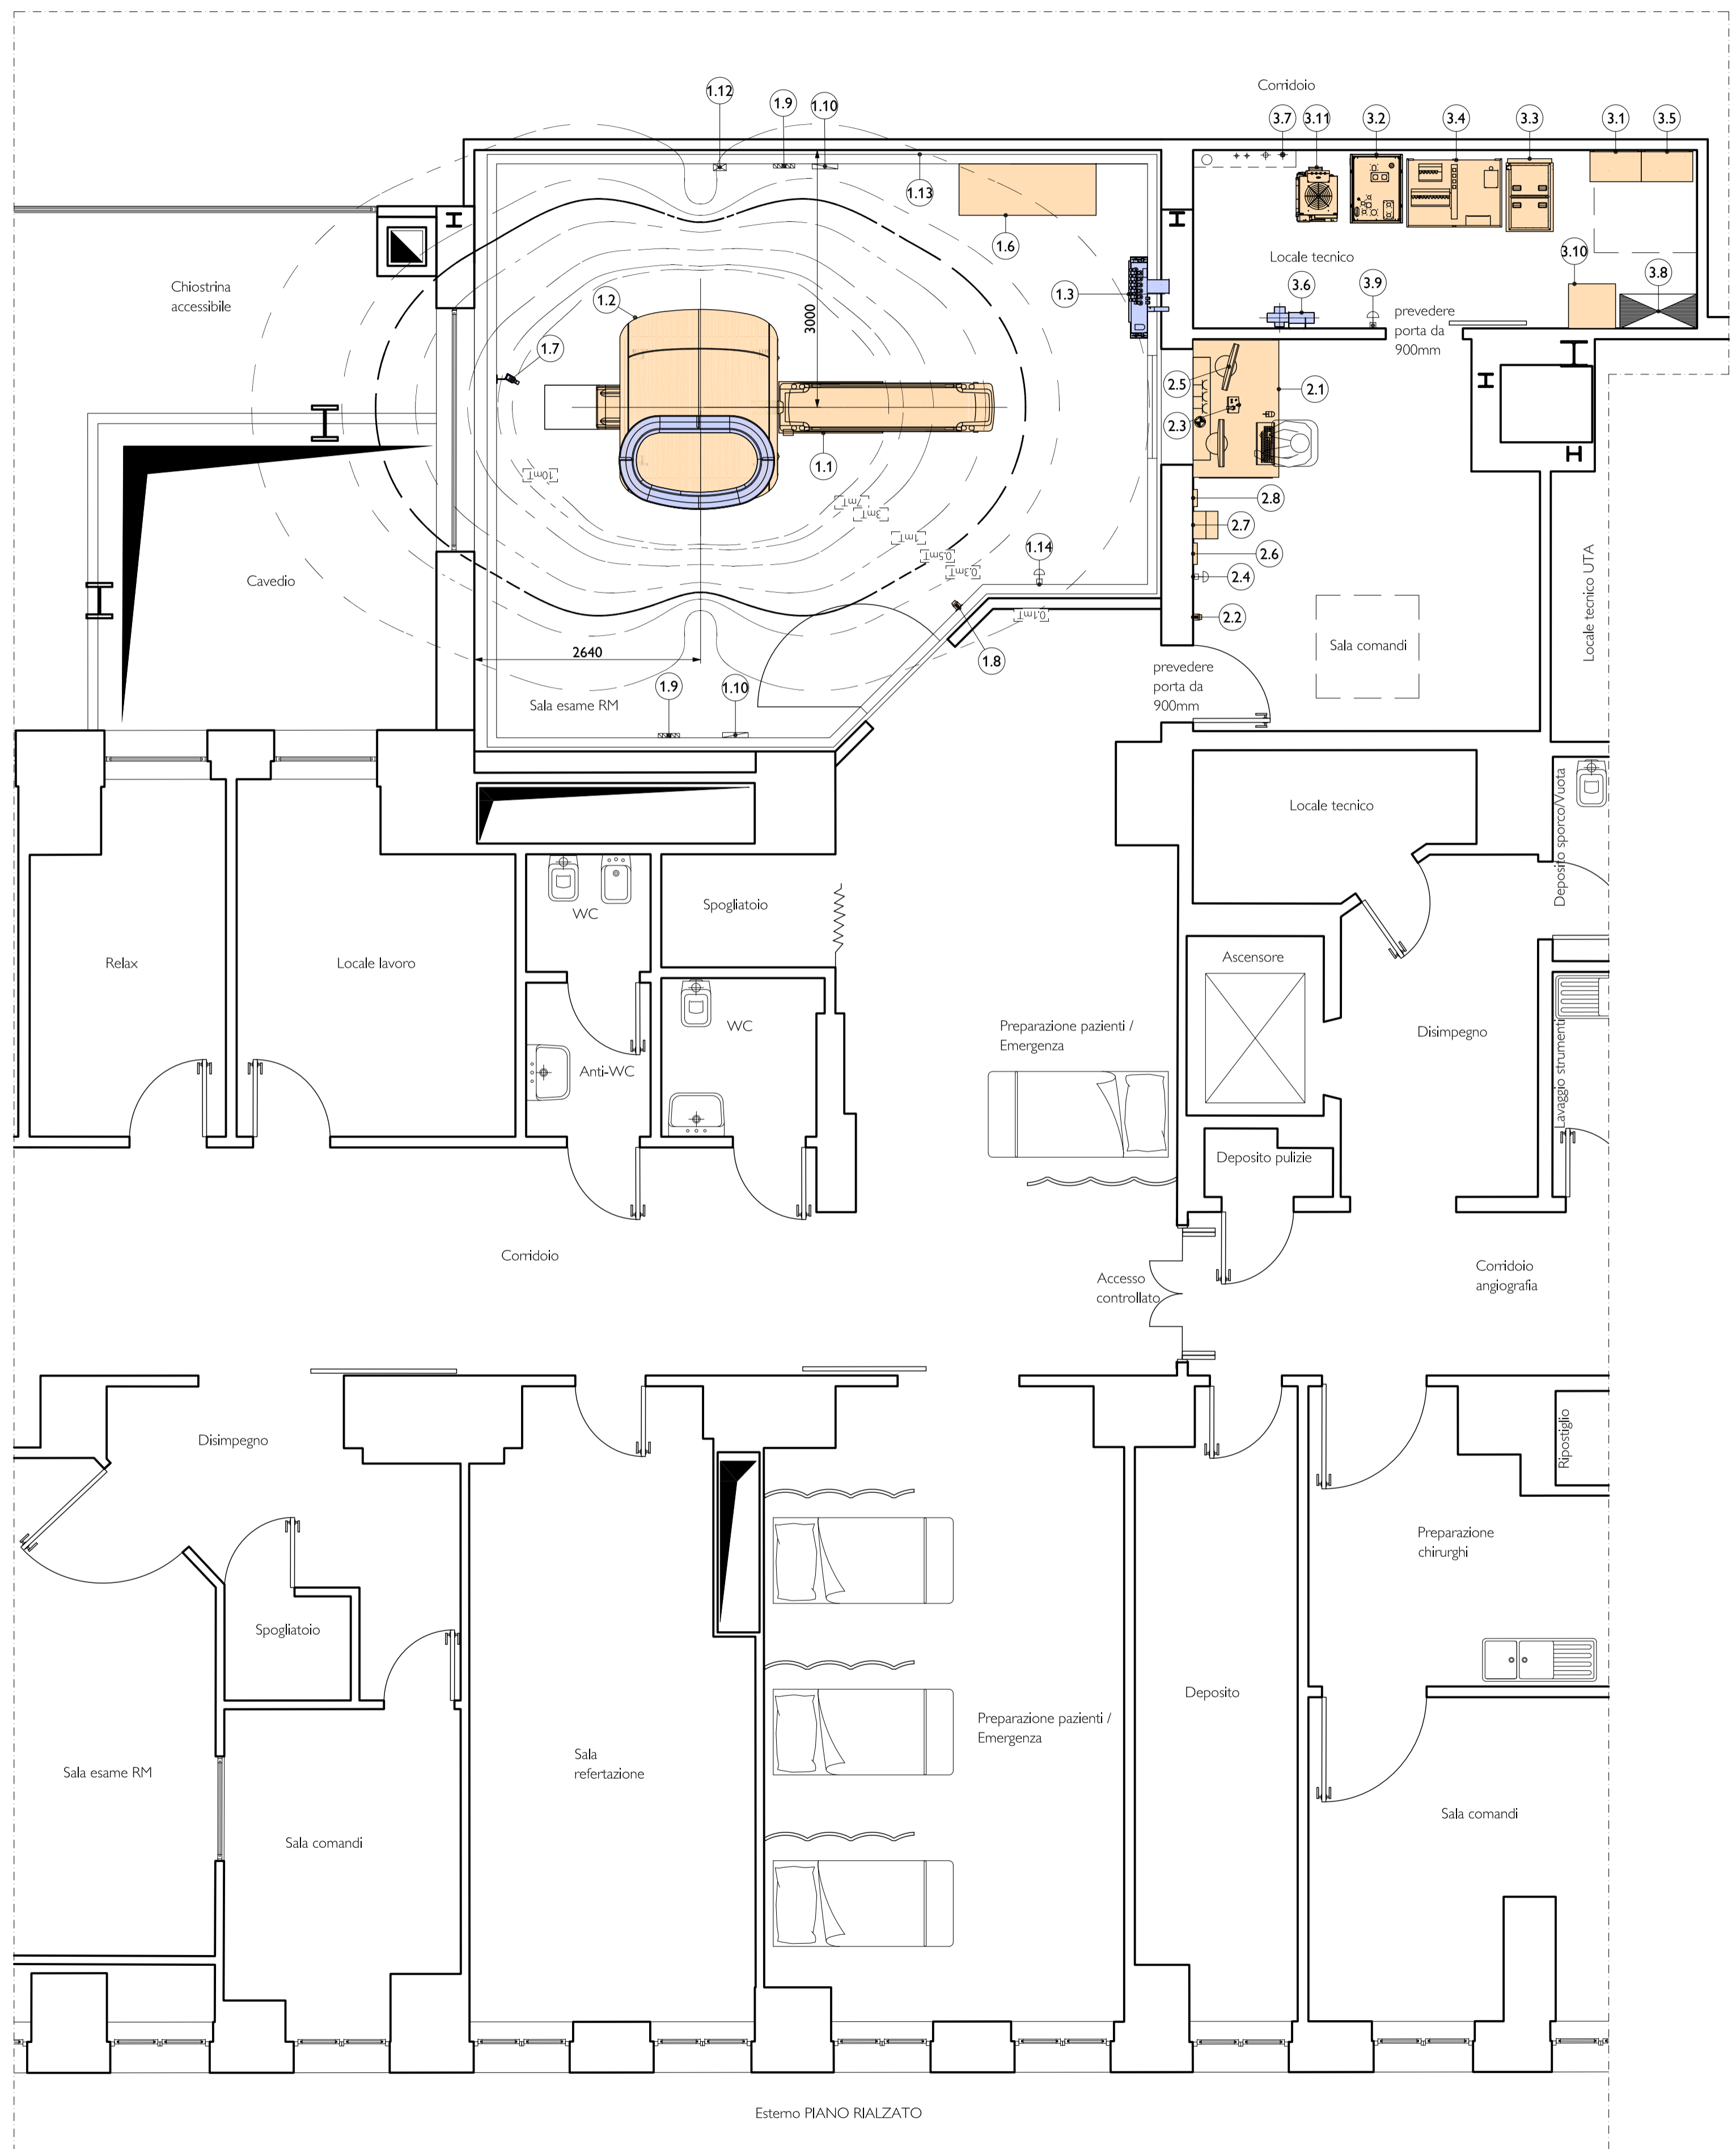 Corridoio
1.12
1.9
1.10
3.7
3.11
3.2
3.4
3.3
3.1
3.5
1.13
1.6
Chiostrina
accessibile
1.2
1.3
3000
Locale tecnico
3.10
3.6
3.9
3.8
prevedere
porta da
900mm
1.7
2.5
2.1
2.3
1.1
10mT
7mT
3mT
1mT
0.5mT
0.3mT
0.1mT
1.14
2.8
2.7
2.6
2.4
2.2
Cavedio
Locale tecnico UTA
1.8
2640
Sala comandi
prevedere
porta da
900mm
1.9
1.10
Sala esame RM
Locale tecnico
Deposito sporco/Vuota
WC
Spogliatoio
Relax
Locale lavoro
Ascensore
WC
Preparazione pazienti /
Emergenza
Disimpegno
Anti-WC
Lavaggio strumenti
Deposito pulizie
Corridoio
Accesso
controllato
Corridoio
angiografia
Disimpegno
Ripostiglio
Preparazione
chirurghi
Spogliatoio
Deposito
Preparazione pazienti /
Emergenza
Sala
refertazione
Sala esame RM
Sala comandi
Sala comandi
Esterno PIANO RIALZATO